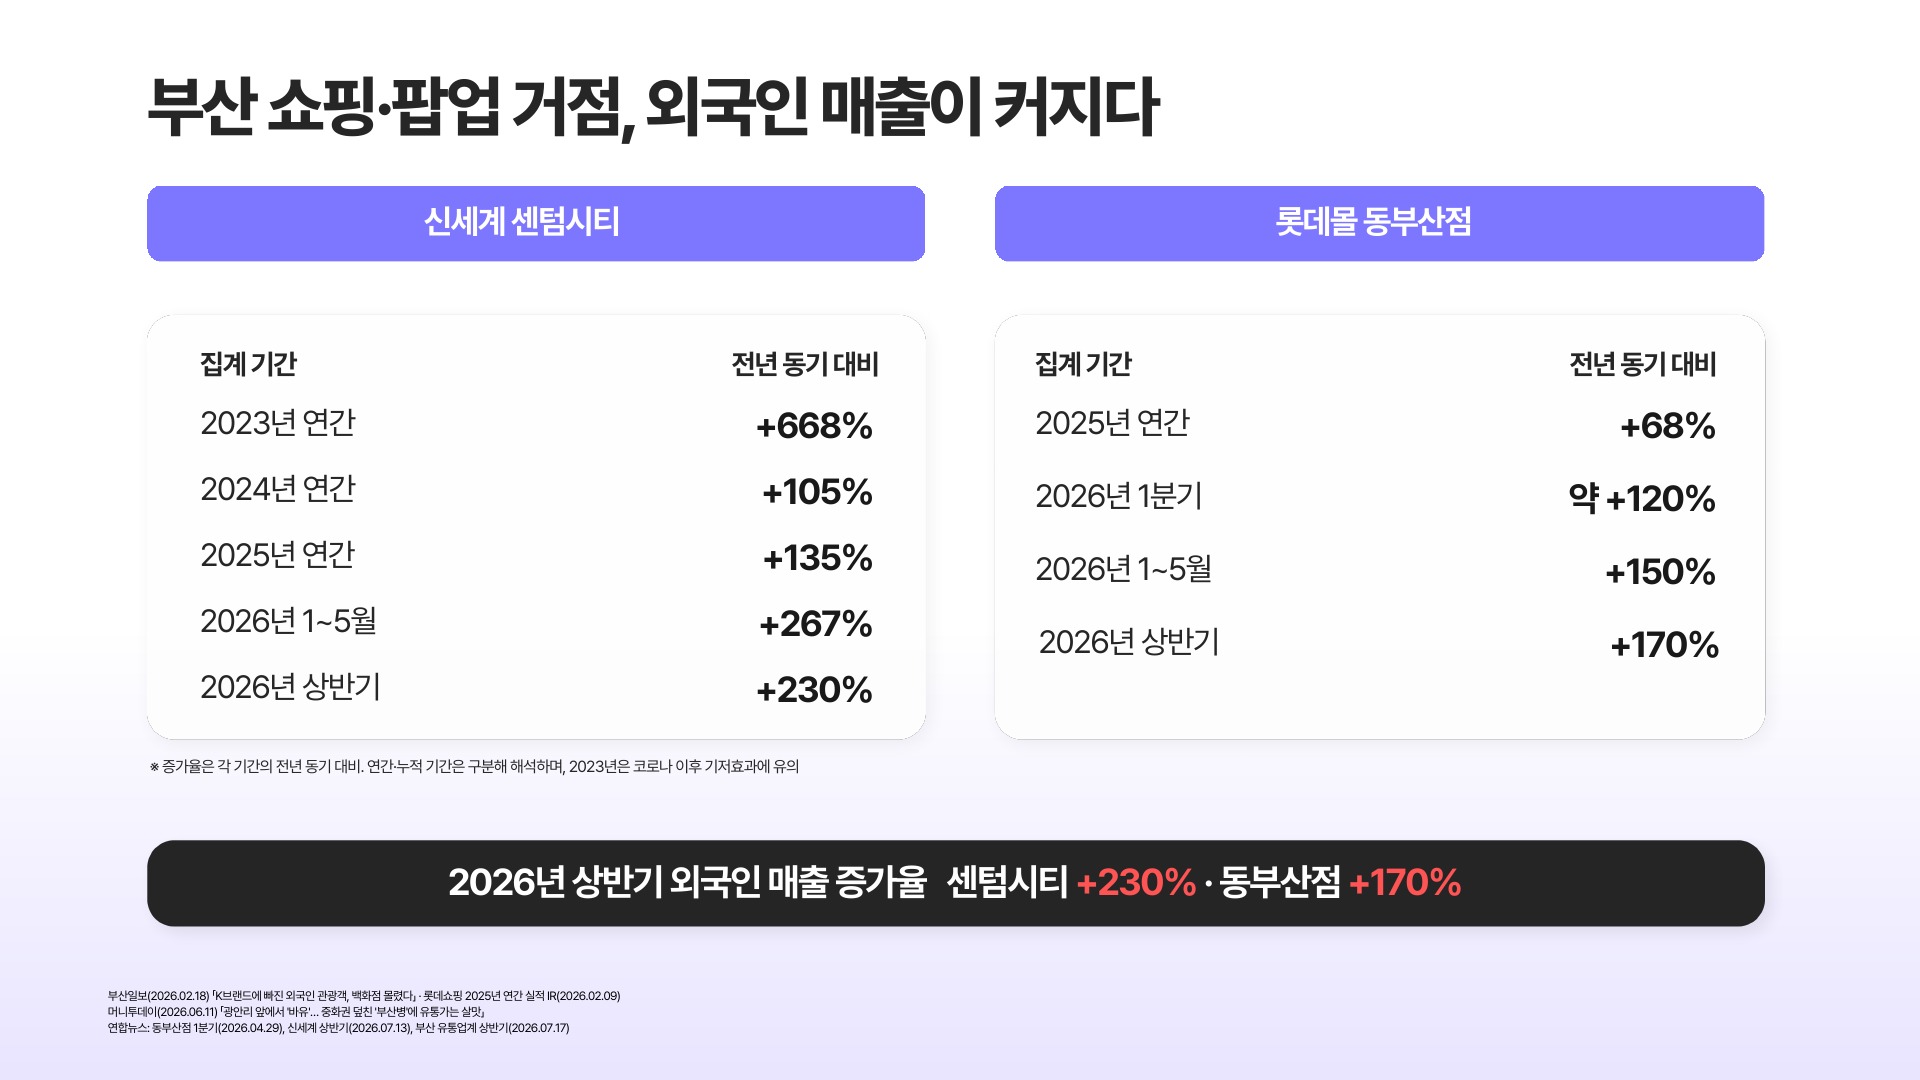 부산 쇼핑·팝업 거점, 외국인 매출이 커지다
신세계 센텀시티
집계 기간 전년 동기 대비
2023년 연간 +668%
2024년 연간 +105%
2025년 연간 +135%
2026년 1~5월 +267%
2026년 상반기 +230%
롯데몰 동부산점
집계 기간 전년 동기 대비
2025년 연간 +68%
2026년 1분기 약 +120%
2026년 1~5월 +150%
2026년 상반기 +170%
※ 증가율은 각 기간의 전년 동기 대비. 연간·누적 기간은 구분해 해석하며, 2023년은 코로나 이후 기저효과에 유의
2026년 상반기 외국인 매출 증가율 센텀시티 +230% · 동부산점 +170%
부산일보(2026.02.18) 「K브랜드에 빠진 외국인 관광객, 백화점 몰렸다」 · 롯데쇼핑 2025년 연간 실적 IR(2026.02.09)
머니투데이(2026.06.11) 「광안리 앞에서 '바유'… 중화권 덮친 '부산병'에 유통가는 살맛」
연합뉴스: 동부산점 1분기(2026.04.29), 신세계 상반기(2026.07.13), 부산 유통업계 상반기(2026.07.17)